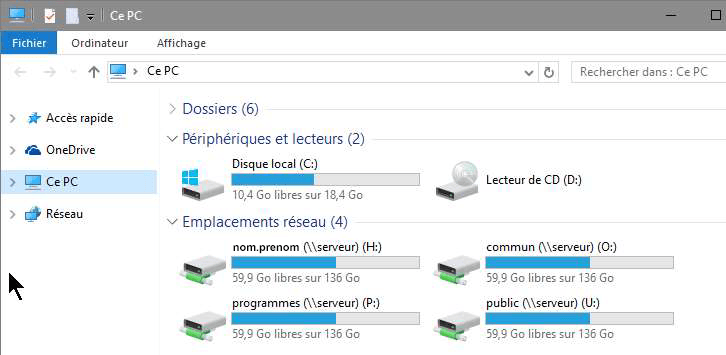 Ce PC
Fichier Ordinateur Affichage
Ce PC Rechercher dans : Ce PC
Accès rapide
OneDrive
Ce PC
Réseau
Dossiers (6)
Périphériques et lecteurs (2)
Disque local (C:)
10,4 Go libres sur 18,4 Go
Lecteur de CD (D:)
Emplacements réseau (4)
nom.prenom (\\serveur) (H:)
59,9 Go libres sur 136 Go
commun (\\serveur) (O:)
59,9 Go libres sur 136 Go
programmes (\\serveur) (P:)
59,9 Go libres sur 136 Go
public (\\serveur) (U:)
59,9 Go libres sur 136 Go